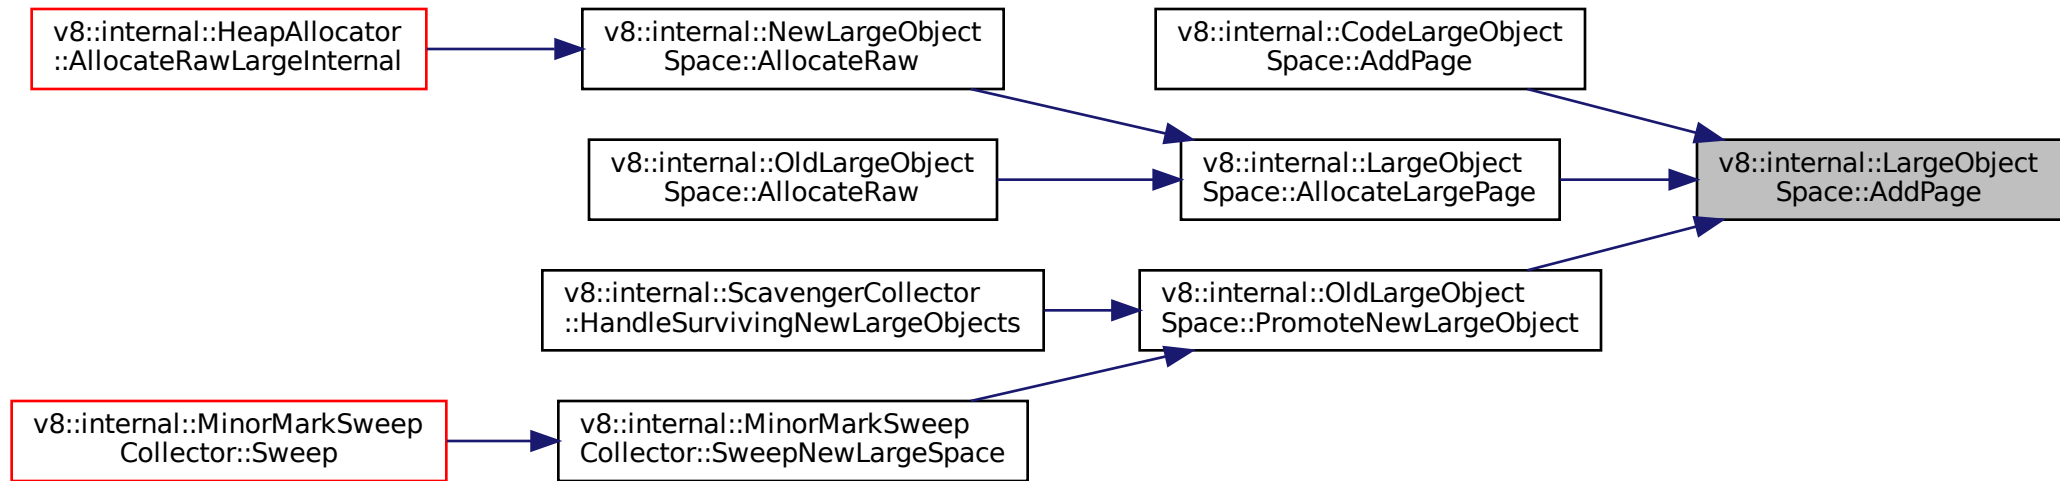 v8::internal::HeapAllocator
::AllocateRawLargeInternal
v8::internal::NewLargeObject
Space::AllocateRaw
v8::internal::CodeLargeObject
Space::AddPage
v8::internal::OldLargeObject
Space::AllocateRaw
v8::internal::LargeObject
Space::AllocateLargePage
v8::internal::LargeObject
Space::AddPage
v8::internal::ScavengerCollector
::HandleSurvivingNewLargeObjects
v8::internal::OldLargeObject
Space::PromoteNewLargeObject
v8::internal::MinorMarkSweep
Collector::Sweep
v8::internal::MinorMarkSweep
Collector::SweepNewLargeSpace